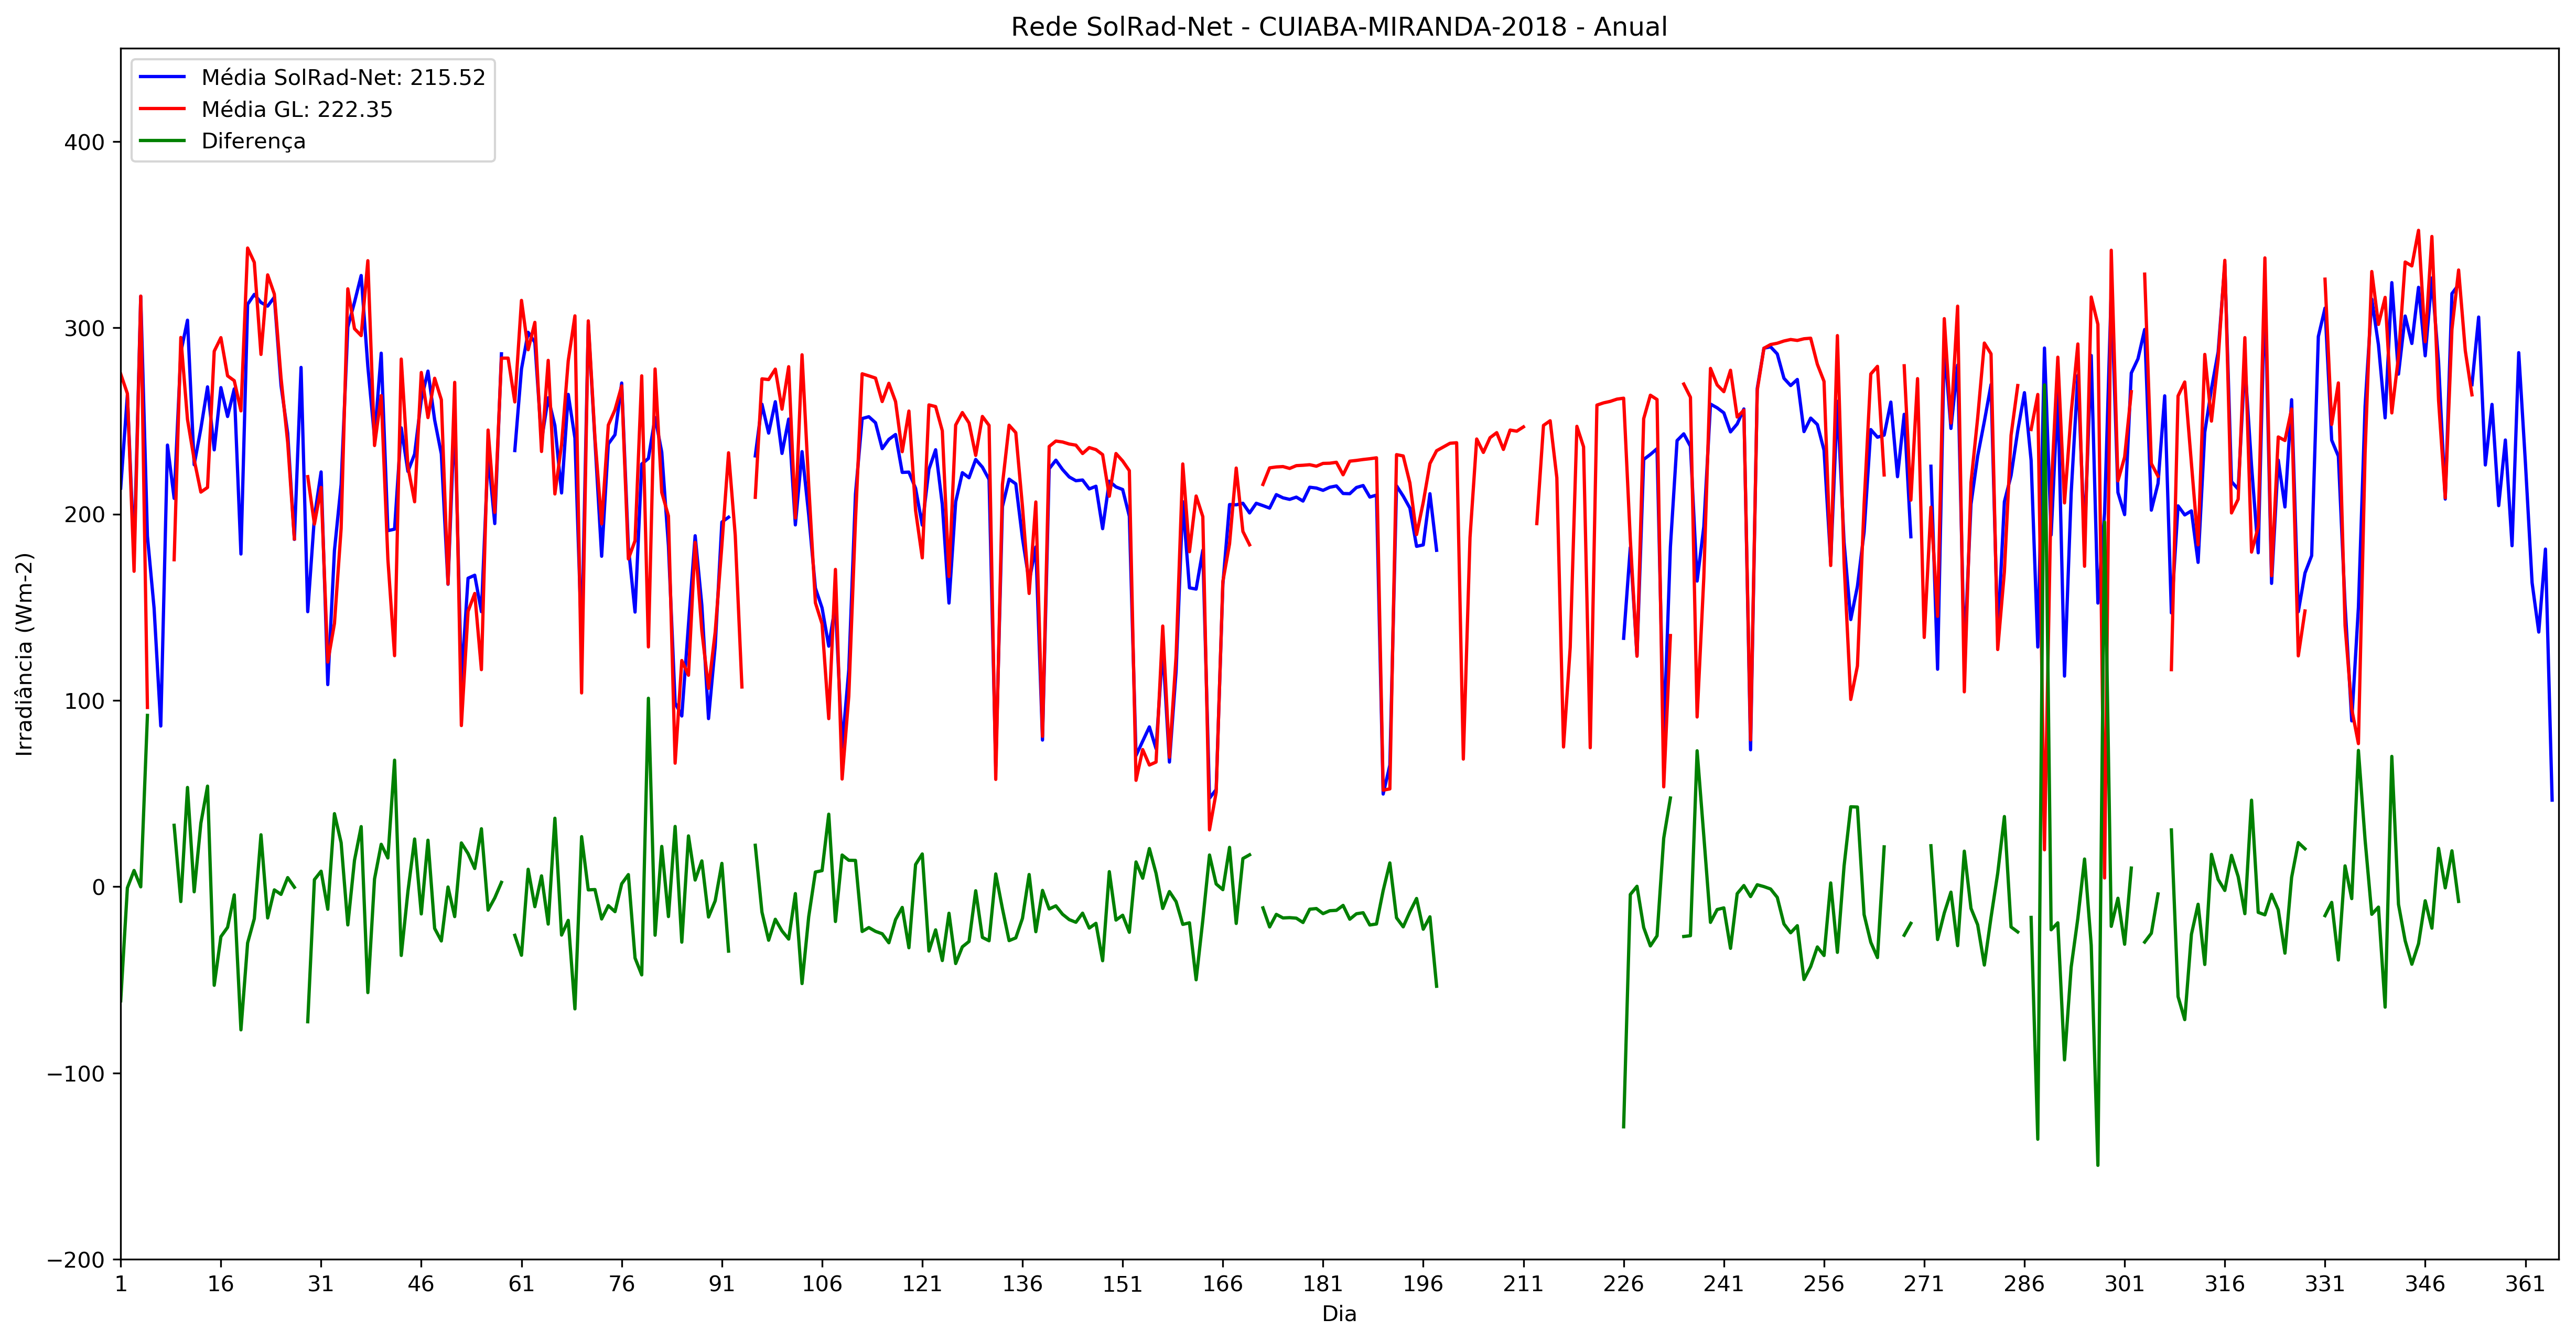 Rede SolRad-Net - CUIABA-MIRANDA-2018 - Anual
Média SolRad-Net: 215.52
Média GL: 222.35
Diferença
400
300
200
100
0
−100
−200
Irradiância (Wm-2)
1 16 31 46 61 76 91 106 121 136 151 166 181 196 211 226 241 256 271 286 301 316 331 346 361
Dia